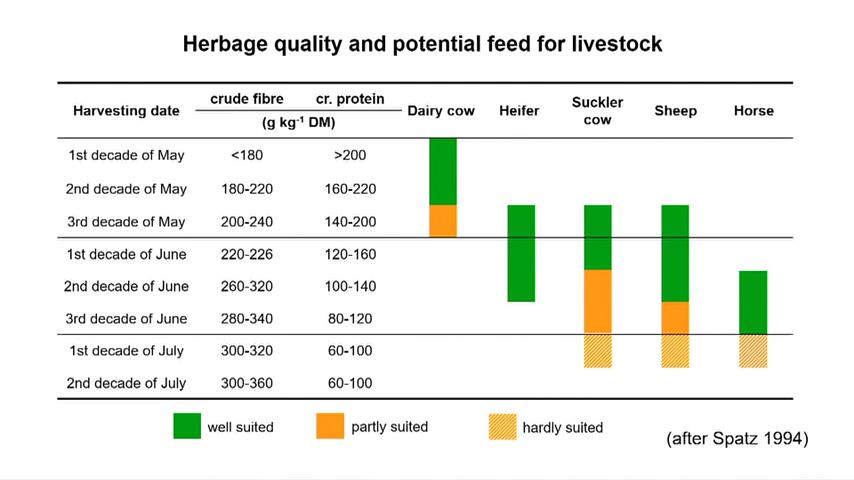 Herbage quality and potential feed for livestock
Harvesting date crude fibre cr. protein Dairy cow Heifer Suckler cow Sheep Horse
(g kg⁻¹ DM)
1st decade of May <180 >200
2nd decade of May 180-220 160-220
3rd decade of May 200-240 140-200
1st decade of June 220-226 120-160
2nd decade of June 260-320 100-140
3rd decade of June 280-340 80-120
1st decade of July 300-320 60-100
2nd decade of July 300-360 60-100
well suited partly suited hardly suited
(after Spatz 1994)